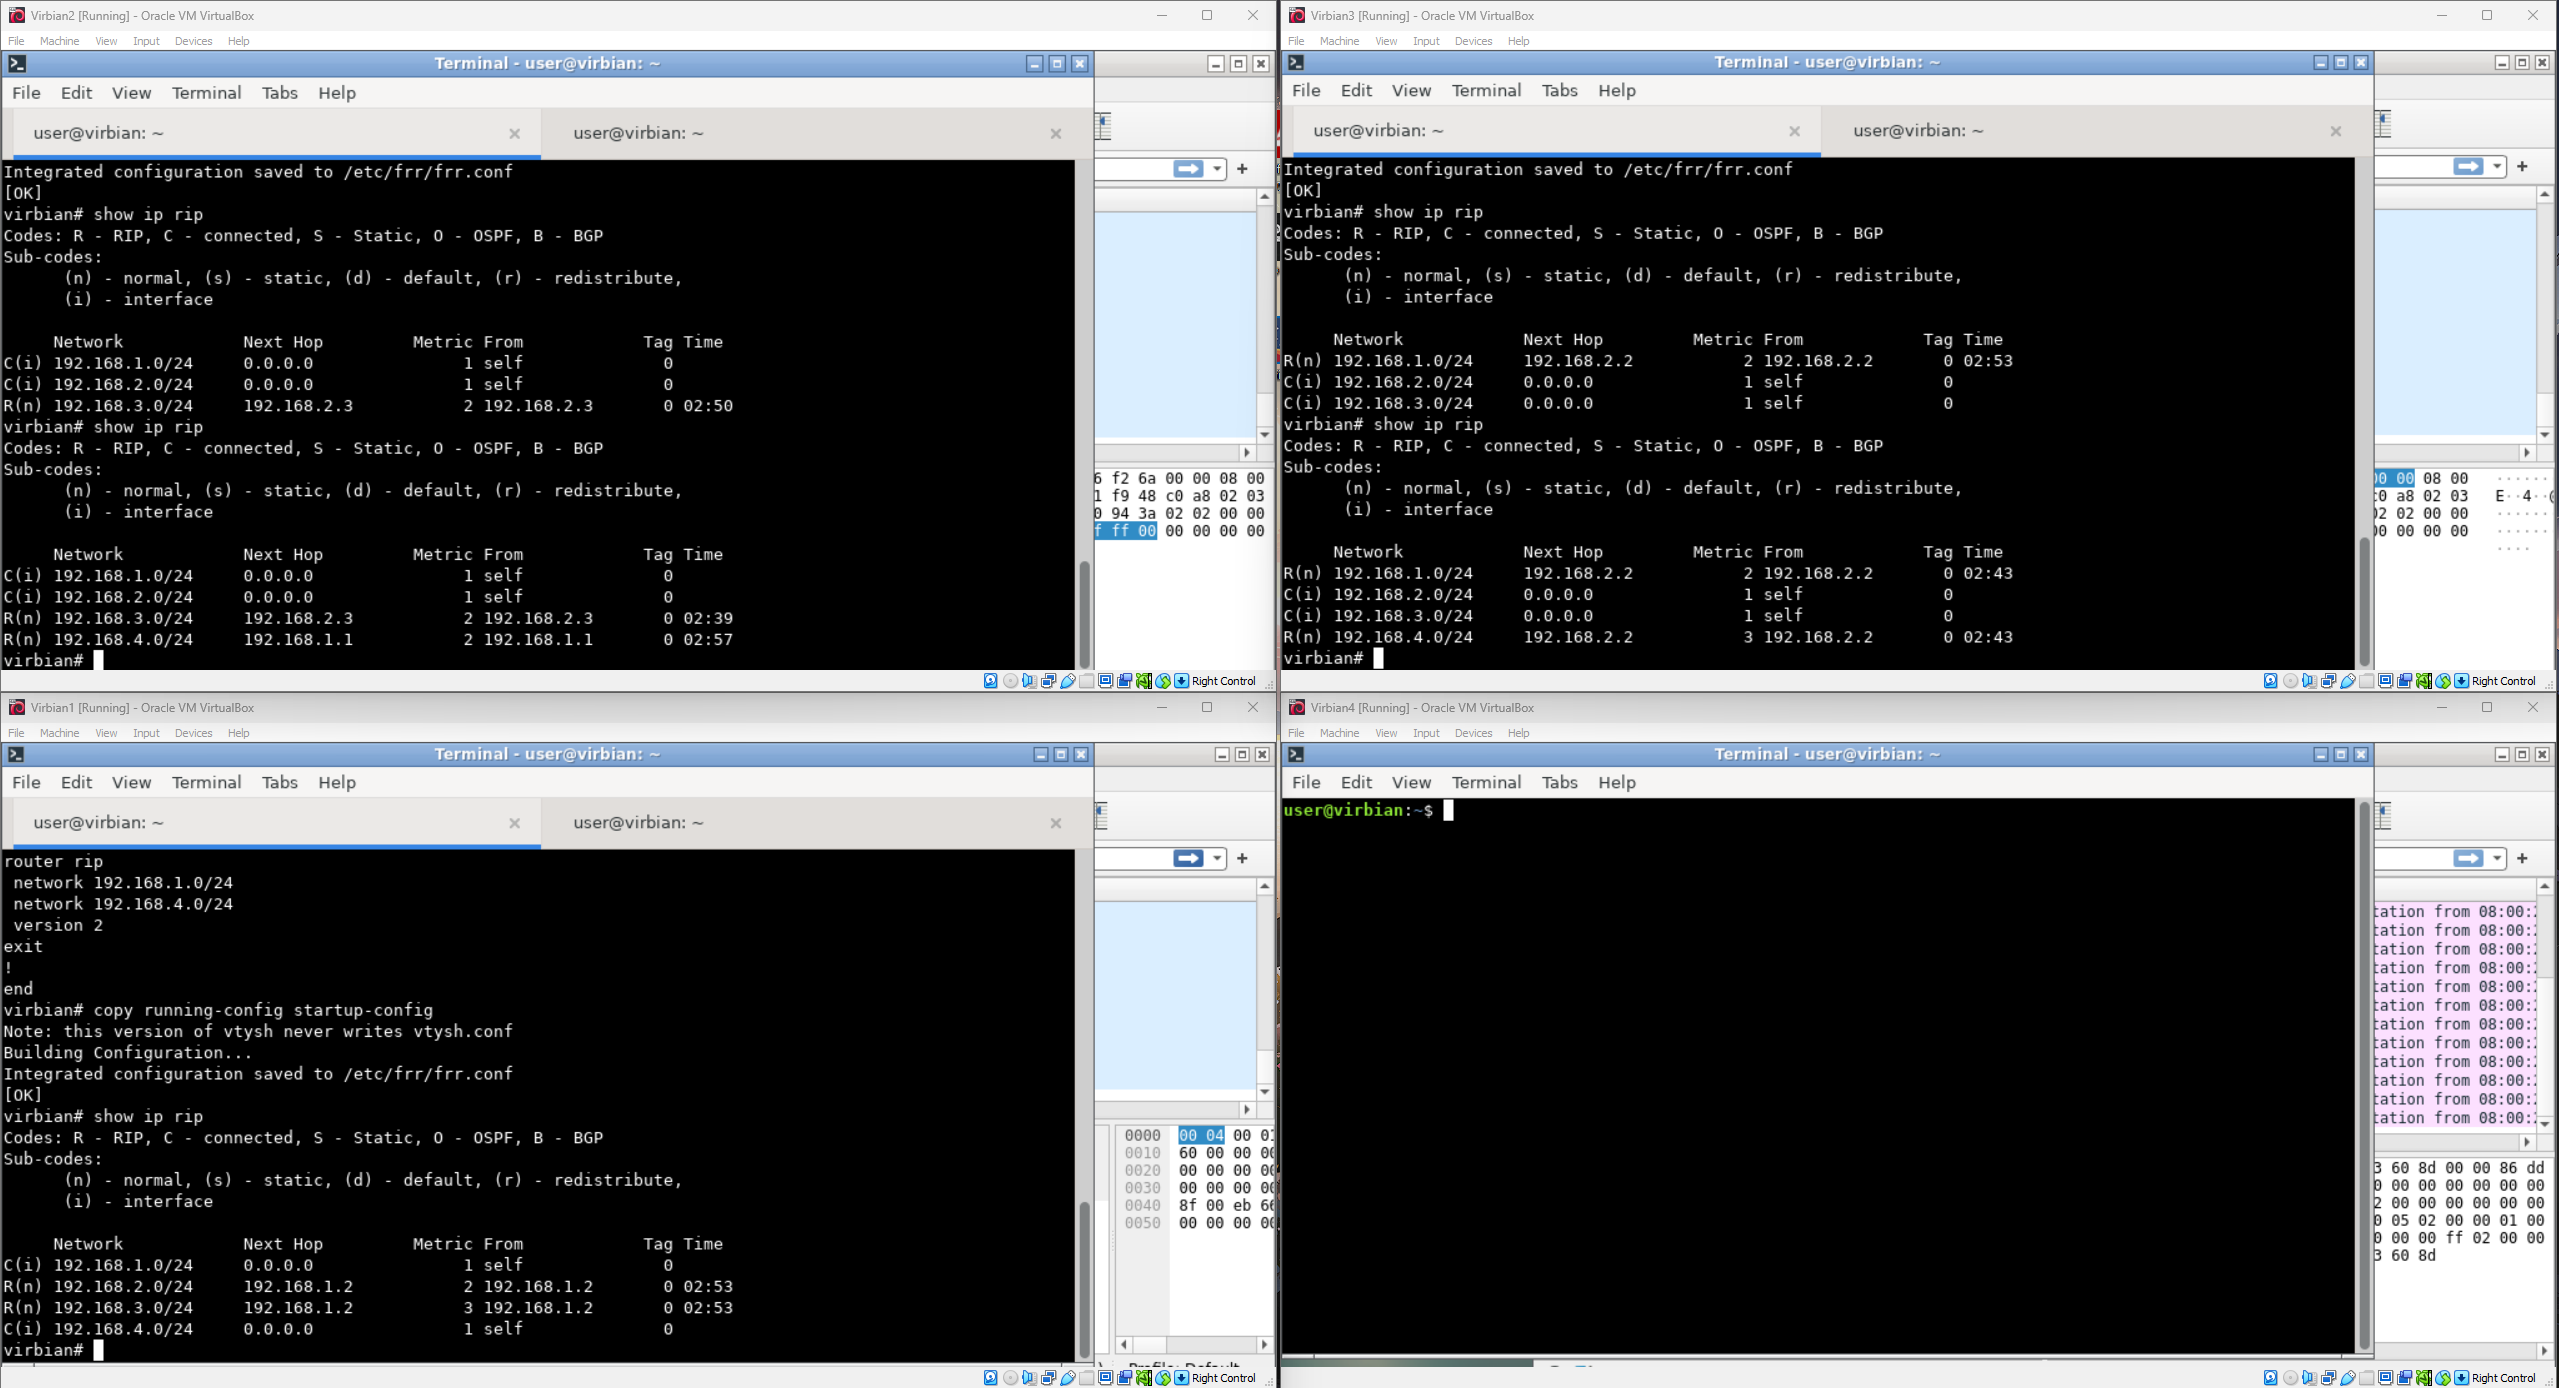 Virbian2 [Running] - Oracle VM VirtualBox
File Machine View Input Devices Help
Terminal - user@virbian: ~
File Edit View Terminal Tabs Help
user@virbian: ~
user@virbian: ~
Integrated configuration saved to /etc/frr/frr.conf
[OK]
virbian# show ip rip
Codes: R - RIP, C - connected, S - Static, O - OSPF, B - BGP
Sub-codes:
(n) - normal, (s) - static, (d) - default, (r) - redistribute,
(i) - interface
Network Next Hop Metric From Tag Time
C(i) 192.168.1.0/24 0.0.0.0 1 self 0
C(i) 192.168.2.0/24 0.0.0.0 1 self 0
R(n) 192.168.3.0/24 192.168.2.3 2 192.168.2.3 0 02:50
virbian# show ip rip
Codes: R - RIP, C - connected, S - Static, O - OSPF, B - BGP
Sub-codes:
(n) - normal, (s) - static, (d) - default, (r) - redistribute,
(i) - interface
Network Next Hop Metric From Tag Time
C(i) 192.168.1.0/24 0.0.0.0 1 self 0
C(i) 192.168.2.0/24 0.0.0.0 1 self 0
R(n) 192.168.3.0/24 192.168.2.3 2 192.168.2.3 0 02:39
R(n) 192.168.4.0/24 192.168.1.1 2 192.168.1.1 0 02:57
virbian#
6 f2 6a 00 00 08 00
1 f9 48 c0 a8 02 03
0 94 3a 02 02 00 00
f ff 00 00 00 00 00
Right Control
Virbian3 [Running] - Oracle VM VirtualBox
File Machine View Input Devices Help
Terminal - user@virbian: ~
File Edit View Terminal Tabs Help
user@virbian: ~
user@virbian: ~
Integrated configuration saved to /etc/frr/frr.conf
[OK]
virbian# show ip rip
Codes: R - RIP, C - connected, S - Static, O - OSPF, B - BGP
Sub-codes:
(n) - normal, (s) - static, (d) - default, (r) - redistribute,
(i) - interface
Network Next Hop Metric From Tag Time
R(n) 192.168.1.0/24 192.168.2.2 2 192.168.2.2 0 02:53
C(i) 192.168.2.0/24 0.0.0.0 1 self 0
C(i) 192.168.3.0/24 0.0.0.0 1 self 0
virbian# show ip rip
Codes: R - RIP, C - connected, S - Static, O - OSPF, B - BGP
Sub-codes:
(n) - normal, (s) - static, (d) - default, (r) - redistribute,
(i) - interface
Network Next Hop Metric From Tag Time
R(n) 192.168.1.0/24 192.168.2.2 2 192.168.2.2 0 02:43
C(i) 192.168.2.0/24 0.0.0.0 1 self 0
C(i) 192.168.3.0/24 0.0.0.0 1 self 0
R(n) 192.168.4.0/24 192.168.2.2 3 192.168.2.2 0 02:43
virbian#
00 00 08 00 ······
c0 a8 02 03 E··4··@
02 02 00 00 ······
00 00 00 00 ······
····
Right Control
Virbian1 [Running] - Oracle VM VirtualBox
File Machine View Input Devices Help
Terminal - user@virbian: ~
File Edit View Terminal Tabs Help
user@virbian: ~
user@virbian: ~
router rip
network 192.168.1.0/24
network 192.168.4.0/24
version 2
exit
!
end
virbian# copy running-config startup-config
Note: this version of vtysh never writes vtysh.conf
Building Configuration...
Integrated configuration saved to /etc/frr/frr.conf
[OK]
virbian# show ip rip
Codes: R - RIP, C - connected, S - Static, O - OSPF, B - BGP
Sub-codes:
(n) - normal, (s) - static, (d) - default, (r) - redistribute,
(i) - interface
Network Next Hop Metric From Tag Time
C(i) 192.168.1.0/24 0.0.0.0 1 self 0
R(n) 192.168.2.0/24 192.168.1.2 2 192.168.1.2 0 02:53
R(n) 192.168.3.0/24 192.168.1.2 3 192.168.1.2 0 02:53
C(i) 192.168.4.0/24 0.0.0.0 1 self 0
virbian#
0000 00 04 00 01
0010 60 00 00 00
0020 00 00 00 00
0030 00 00 00 00
0040 8f 00 eb 66
0050 00 00 00 00
Right Control
Virbian4 [Running] - Oracle VM VirtualBox
File Machine View Input Devices Help
Terminal - user@virbian: ~
File Edit View Terminal Tabs Help
user@virbian:~$
tation from 08:00:2
tation from 08:00:2
tation from 08:00:2
tation from 08:00:2
tation from 08:00:2
tation from 08:00:2
tation from 08:00:2
tation from 08:00:2
tation from 08:00:2
tation from 08:00:2
tation from 08:00:2
tation from 08:00:2
3 60 8d 00 00 86 dd
0 00 00 00 00 00 00
2 00 00 00 00 00 00
0 05 02 00 00 01 00
0 00 00 ff 02 00 00
3 60 8d
Right Control